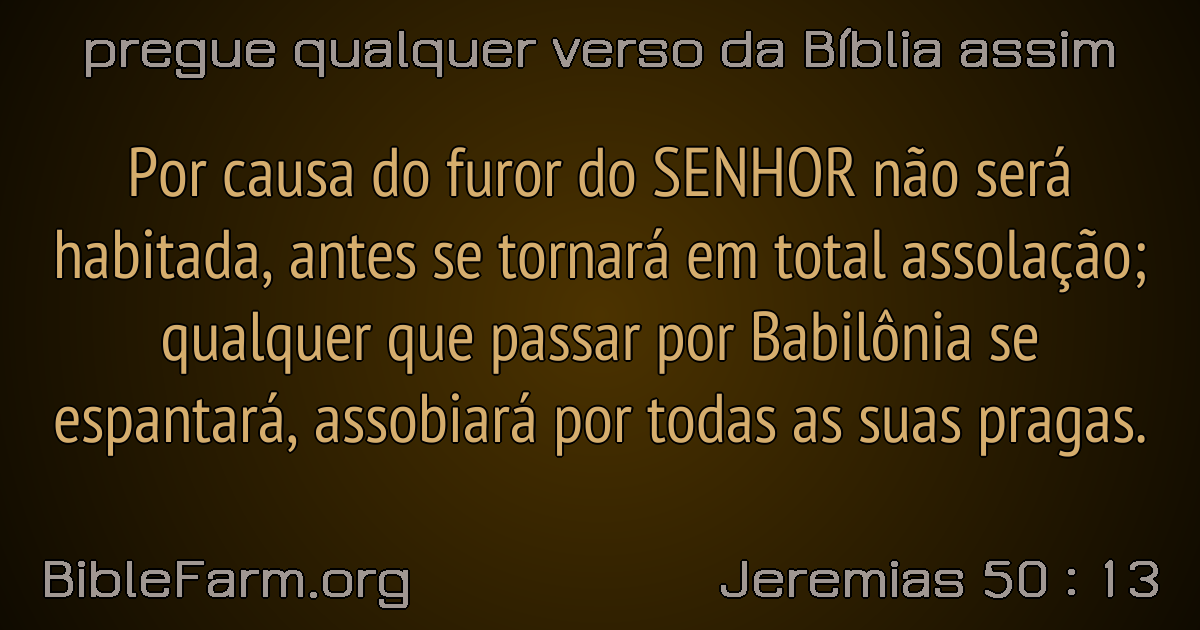 pregue qualquer verso da Bíblia assim
Por causa do furor do SENHOR não será
habitada, antes se tornará em total assolação;
qualquer que passar por Babilônia se
espantará, assobiará por todas as suas pragas.
BibleFarm.org
Jeremias 50 : 13